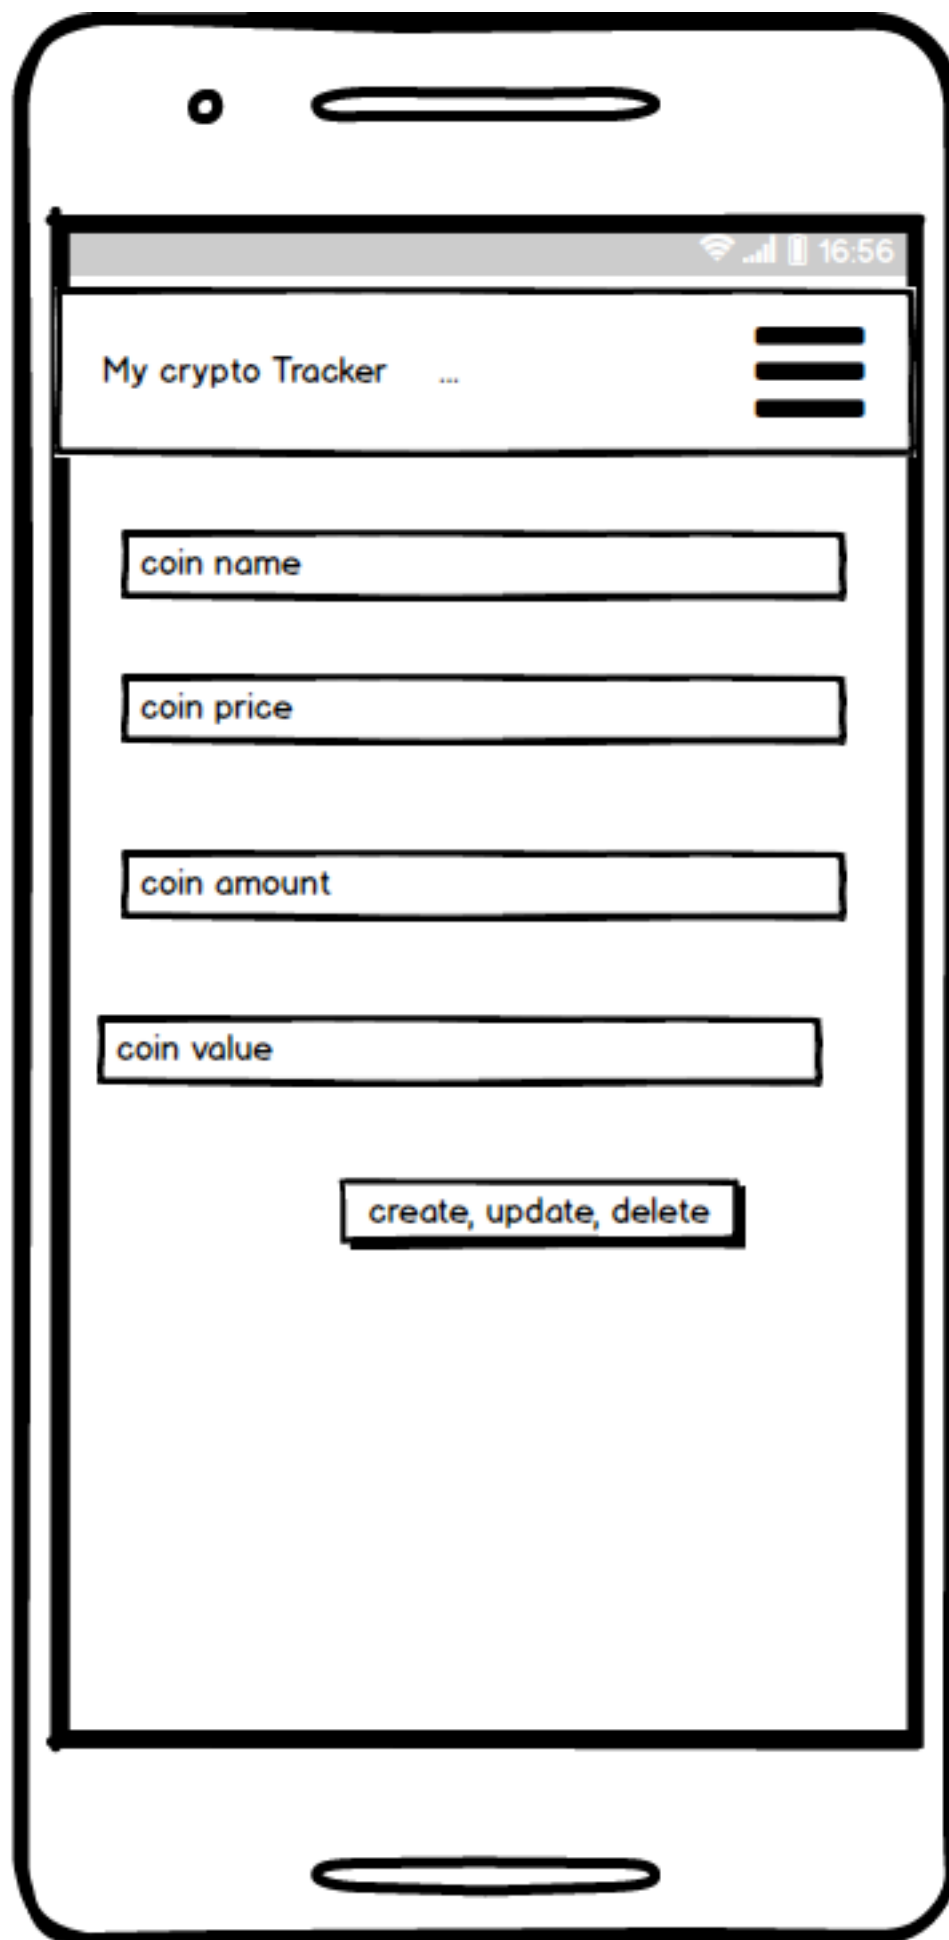 16:56
My crypto Tracker ...
coin name
coin price
coin amount
coin value
create, update, delete